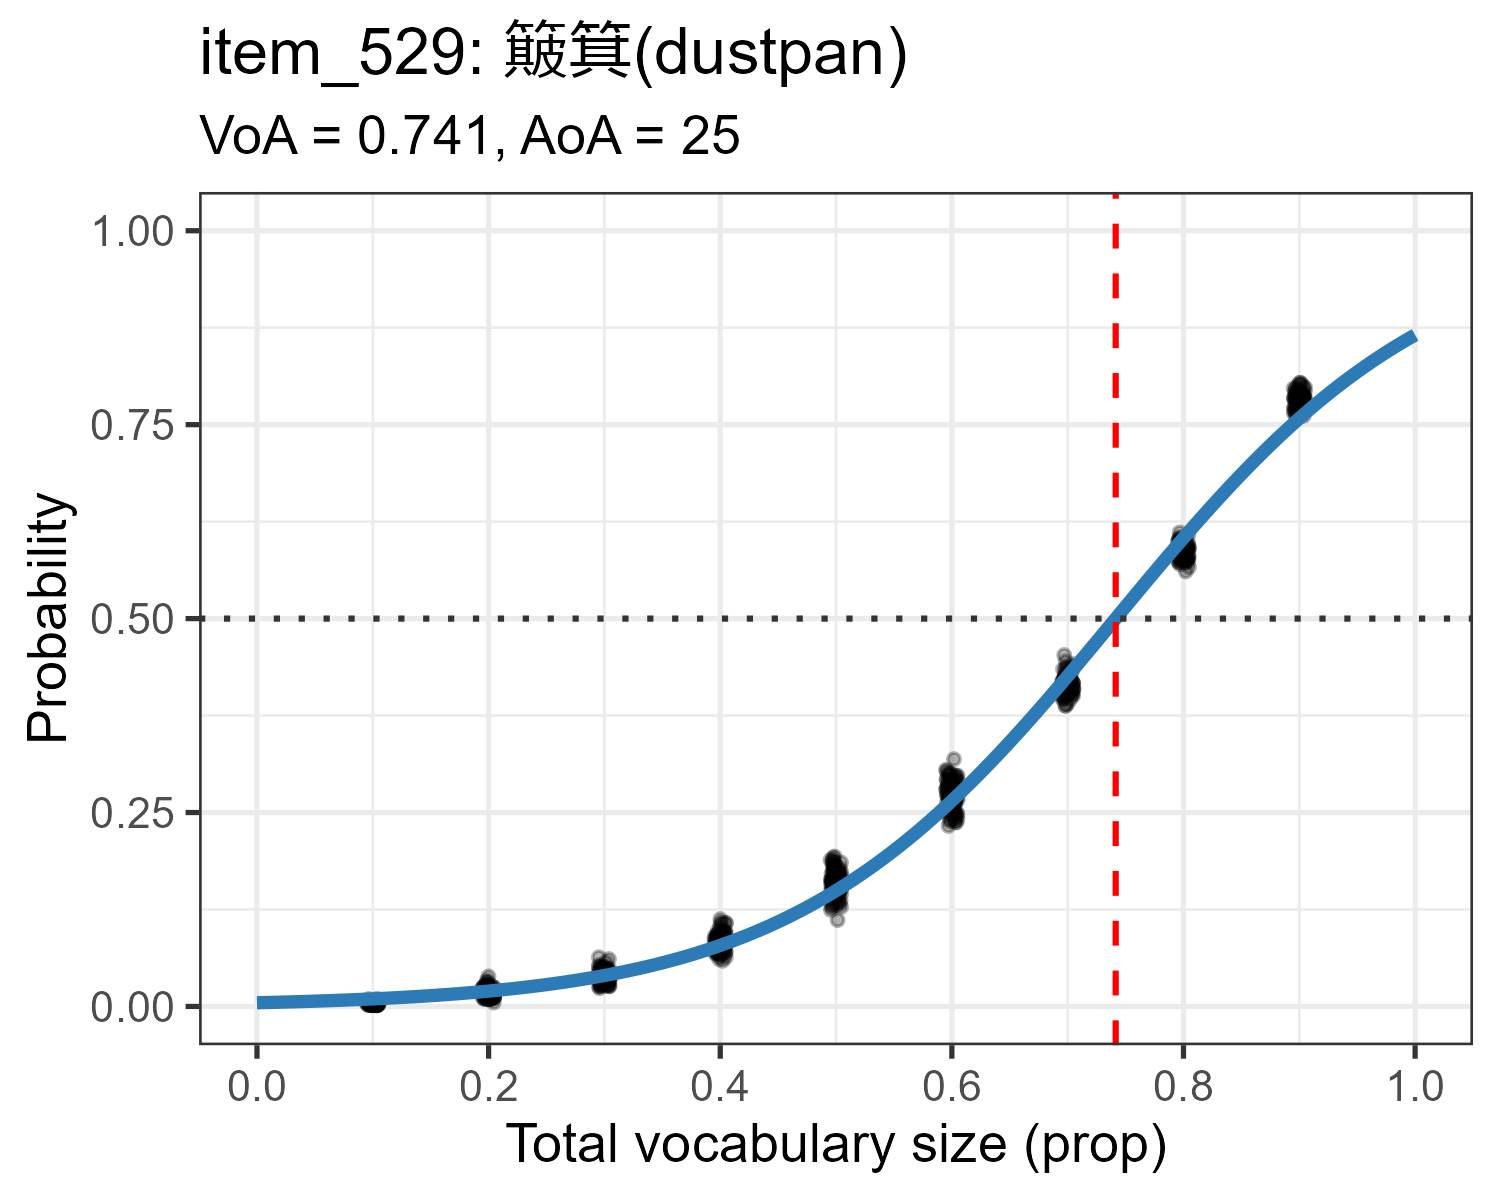 item_529: 簸箕(dustpan)
VoA = 0.741, AoA = 25
1.00
0.75
0.50
0.25
0.00
Probability
0.0 0.2 0.4 0.6 0.8 1.0
Total vocabulary size (prop)